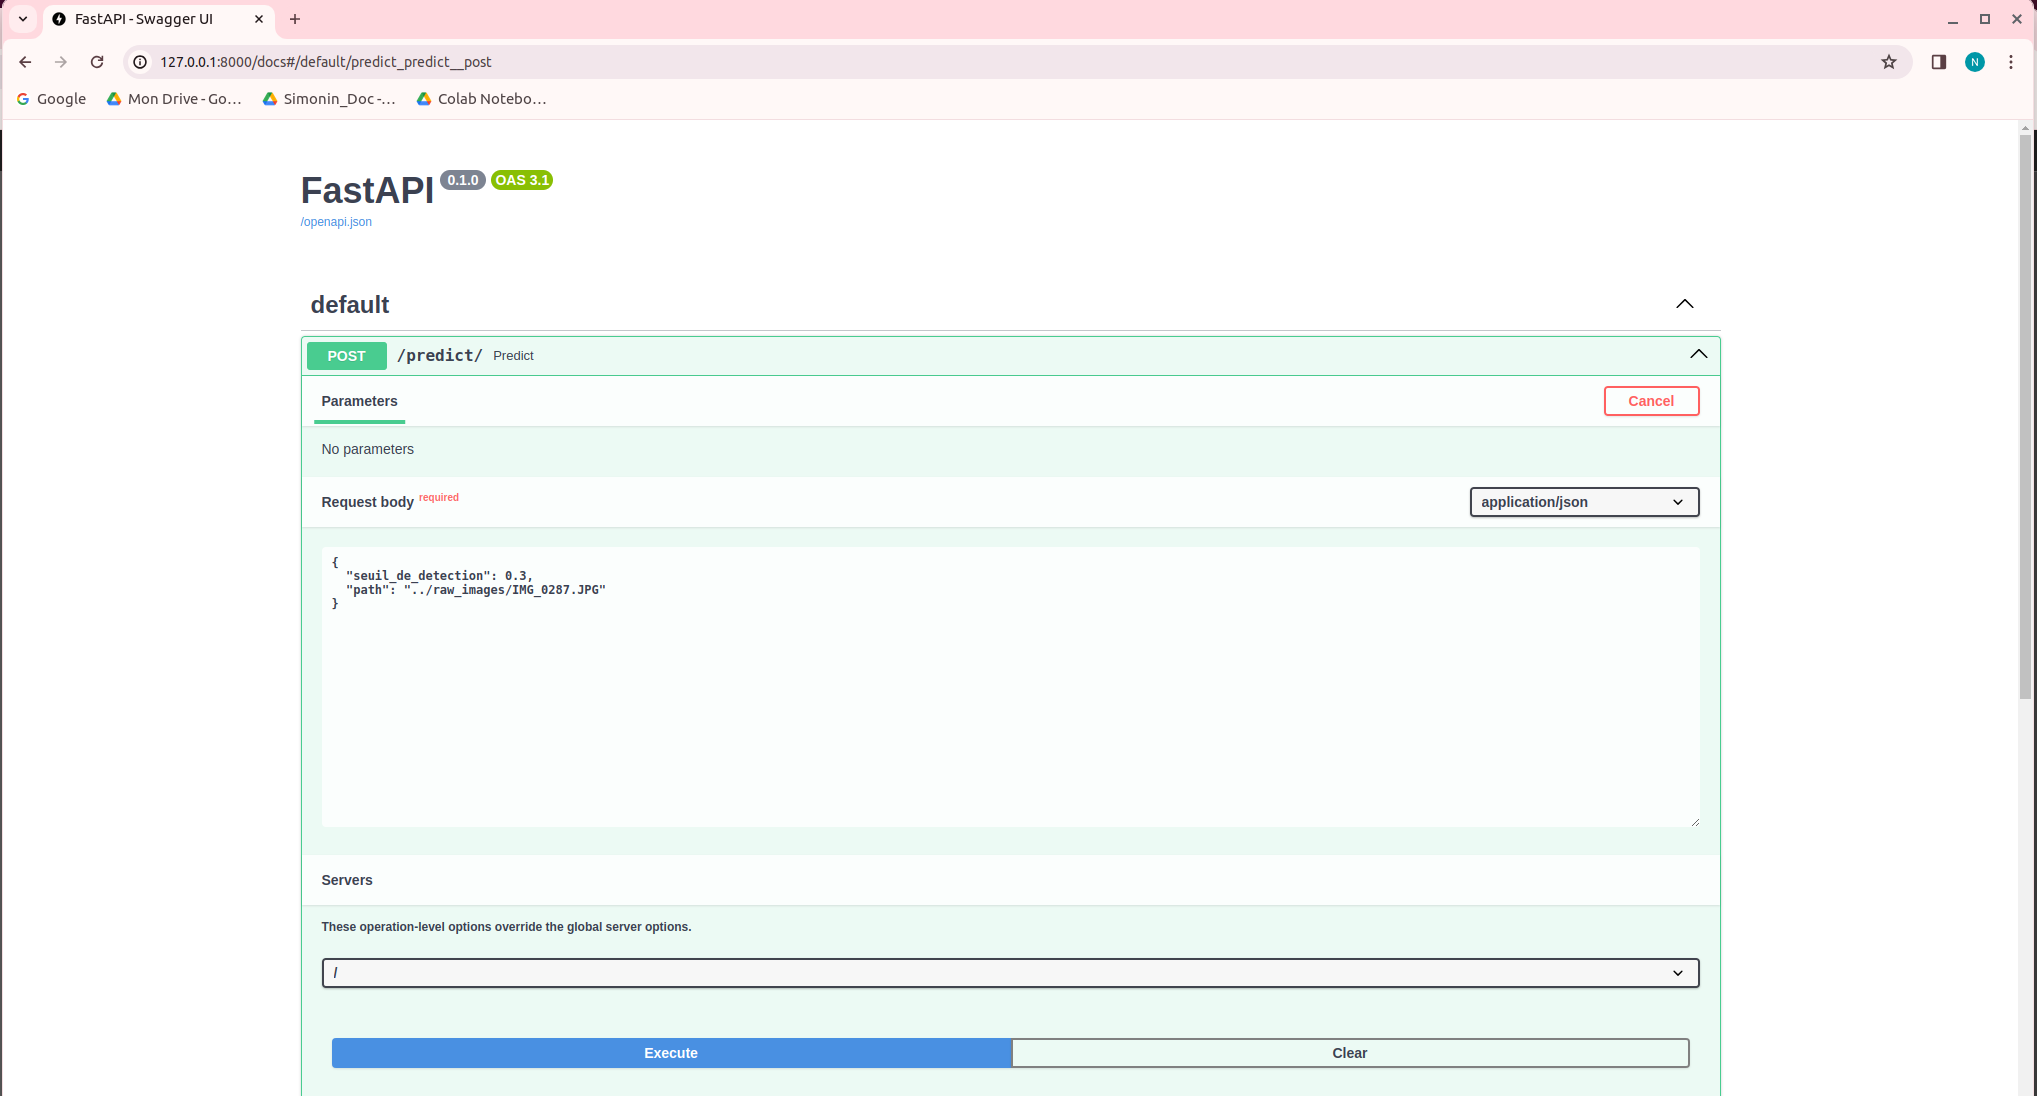 FastAPI - Swagger UI
127.0.0.1:8000/docs#/default/predict_predict__post
N
Google
Mon Drive - Go…
Simonin_Doc -…
Colab Notebo…
FastAPI 0.1.0 OAS 3.1
/openapi.json
default
POST /predict/ Predict
Parameters
Cancel
No parameters
Request body required
application/json
{
"seuil_de_detection": 0.3,
"path": "../raw_images/IMG_0287.JPG"
}
Servers
These operation-level options override the global server options.
/
Execute
Clear